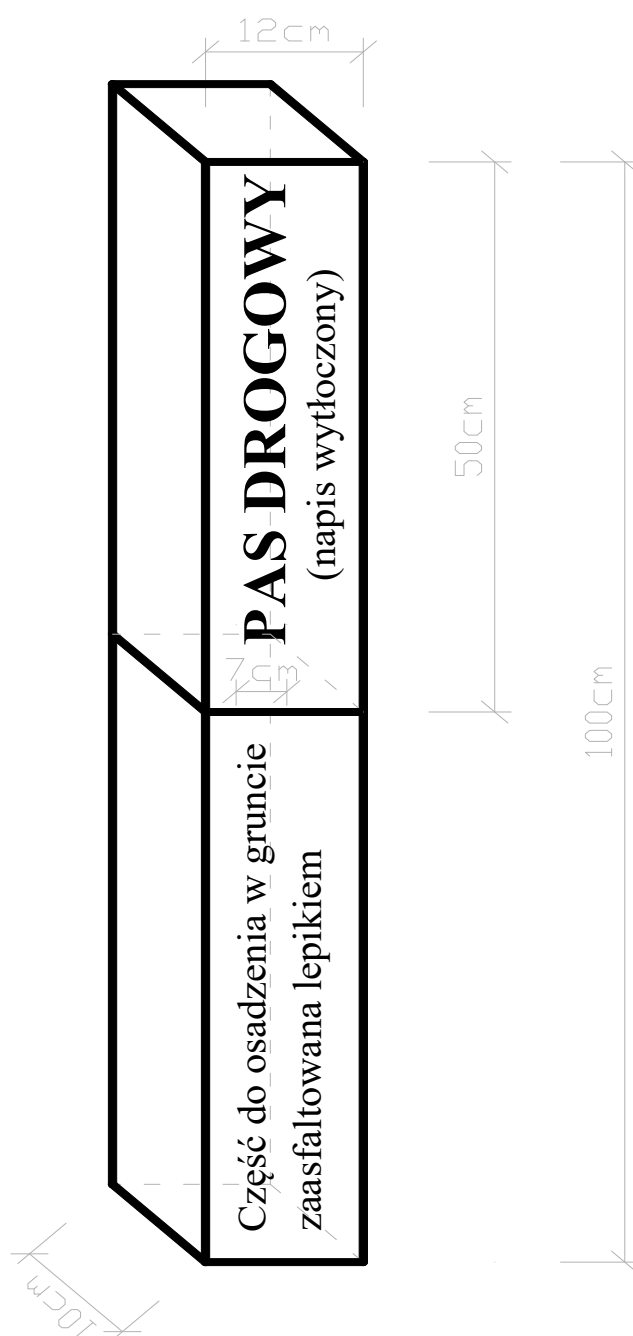 12cm
PAS DROGOWY
(napis wytłoczony)
50cm
7cm
100cm
Część do osadzenia w gruncie
zaasfaltowana lepikiem
10cm